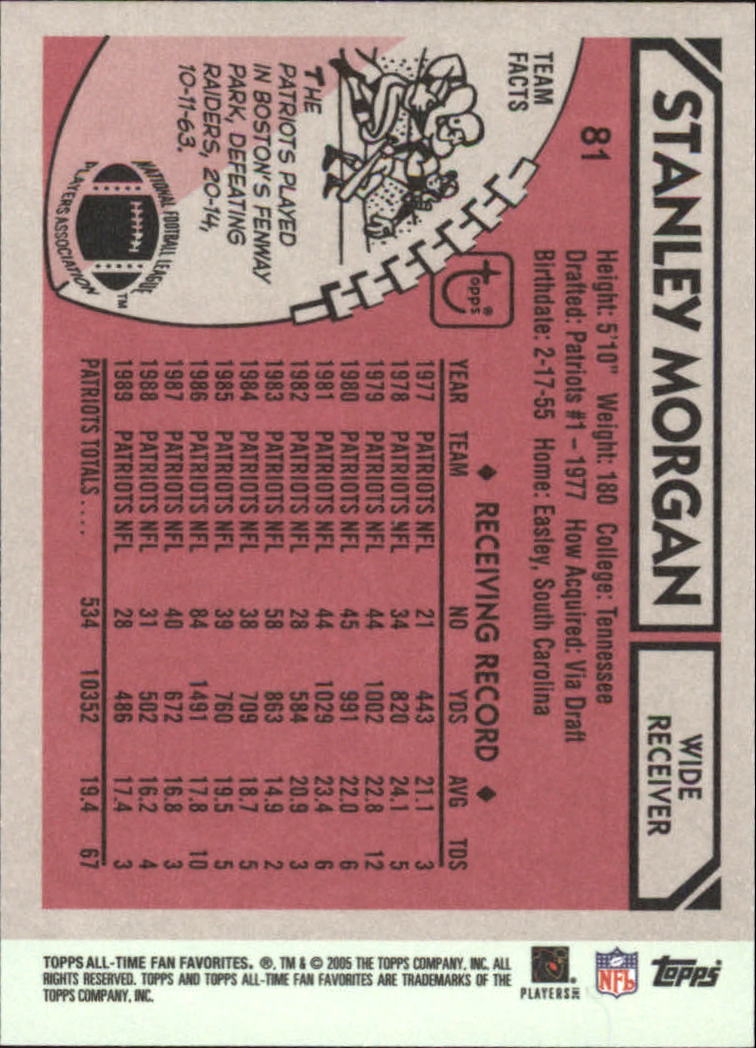 STANLEY MORGAN
WIDE
RECEIVER
81
Height: 5'10" Weight: 180 College: Tennessee
Drafted: Patriots #1 – 1977 How Acquired: Via Draft
Birthdate: 2-17-55 Home: Easley, South Carolina
TEAM
FACTS
THE
PATRIOTS PLAYED
IN BOSTON'S FENWAY
PARK, DEFEATING
RAIDERS, 20-14,
10-11-63.
NATIONAL FOOTBALL LEAGUE
PLAYERS ASSOCIATION
TM
topps®
◆ RECEIVING RECORD ◆
YEAR TEAM NO YDS AVG TDS
1977 PATRIOTS NFL 21 443 21.1 3
1978 PATRIOTS NFL 34 820 24.1 5
1979 PATRIOTS NFL 44 1002 22.8 12
1980 PATRIOTS NFL 45 991 22.0 6
1981 PATRIOTS NFL 44 1029 23.4 6
1982 PATRIOTS NFL 28 584 20.9 3
1983 PATRIOTS NFL 58 863 14.9 2
1984 PATRIOTS NFL 38 709 18.7 5
1985 PATRIOTS NFL 39 760 19.5 5
1986 PATRIOTS NFL 84 1491 17.8 10
1987 PATRIOTS NFL 40 672 16.8 3
1988 PATRIOTS NFL 31 502 16.2 4
1989 PATRIOTS NFL 28 486 17.4 3
PATRIOTS TOTALS . . . . 534 10352 19.4 67
TOPPS ALL-TIME FAN FAVORITES. ®, TM & © 2005 THE TOPPS COMPANY, INC. ALL
RIGHTS RESERVED. TOPPS AND TOPPS ALL-TIME FAN FAVORITES ARE TRADEMARKS OF THE
TOPPS COMPANY, INC.
PLAYERS INC
NFL
topps